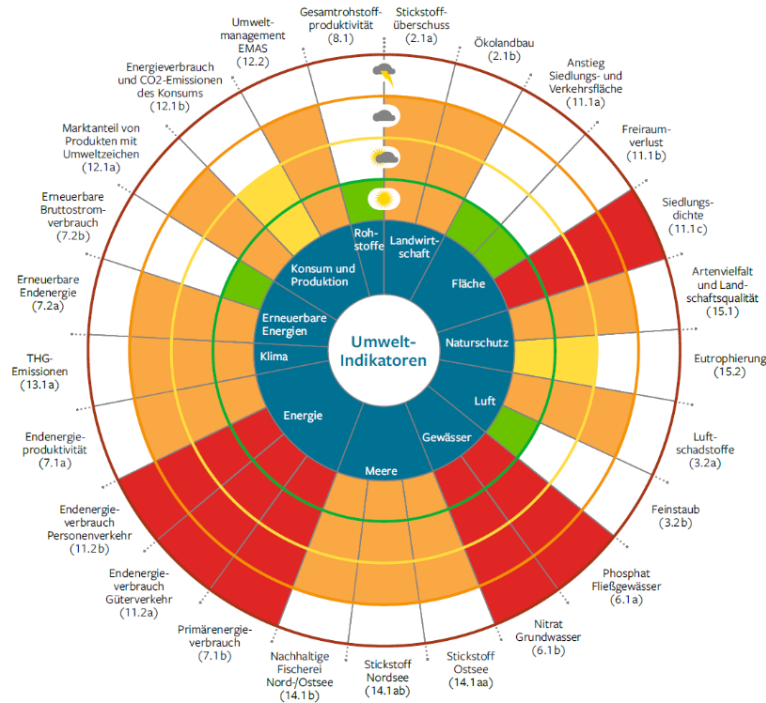 Gesamtrohstoff-
produktivität
(8.1)
Stickstoff-
überschuss
(2.1a)
Ökolandbau
(2.1b)
Anstieg
Siedlungs- und
Verkehrsfläche
(11.1a)
Freiraum-
verlust
(11.1b)
Siedlungs-
dichte
(11.1c)
Artenvielfalt
und Land-
schaftsqualität
(15.1)
Eutrophierung
(15.2)
Luft-
schadstoffe
(3.2a)
Feinstaub
(3.2b)
Phosphat
Fließgewässer
(6.1a)
Nitrat
Grundwasser
(6.1b)
Stickstoff
Ostsee
(14.1aa)
Stickstoff
Nordsee
(14.1ab)
Nachhaltige
Fischerei
Nord-/Ostsee
(14.1b)
Primärenergie-
verbrauch
(7.1b)
Endenergie-
verbrauch
Güterverkehr
(11.2a)
Endenergie-
verbrauch
Personenverkehr
(11.2b)
Endenergie-
produktivität
(7.1a)
THG-
Emissionen
(13.1a)
Erneuerbare
Endenergie
(7.2a)
Erneuerbare
Bruttostrom-
verbrauch
(7.2b)
Marktanteil von
Produkten mit
Umweltzeichen
(12.1a)
Energieverbrauch
und CO2-Emissionen
des Konsums
(12.1b)
Umwelt-
management
EMAS
(12.2)
Roh-
stoffe
Landwirt-
schaft
Fläche
Naturschutz
Luft
Gewässer
Meere
Energie
Klima
Erneuerbare
Energien
Konsum und
Produktion
Umwelt-
Indikatoren